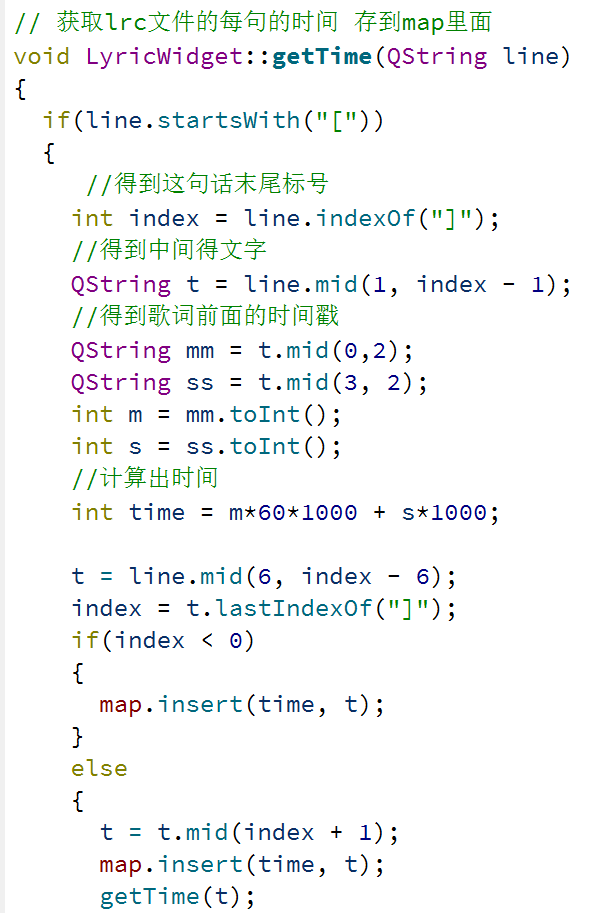 // 获取lrc文件的每句的时间 存到map里面
void LyricWidget::getTime(QString line)
{
if(line.startsWith("["))
{
//得到这句话末尾标号
int index = line.indexOf("]");
//得到中间得文字
QString t = line.mid(1, index - 1);
//得到歌词前面的时间戳
QString mm = t.mid(0,2);
QString ss = t.mid(3, 2);
int m = mm.toInt();
int s = ss.toInt();
//计算出时间
int time = m*60*1000 + s*1000;
t = line.mid(6, index - 6);
index = t.lastIndexOf("]");
if(index < 0)
{
map.insert(time, t);
}
else
{
t = t.mid(index + 1);
map.insert(time, t);
getTime(t);